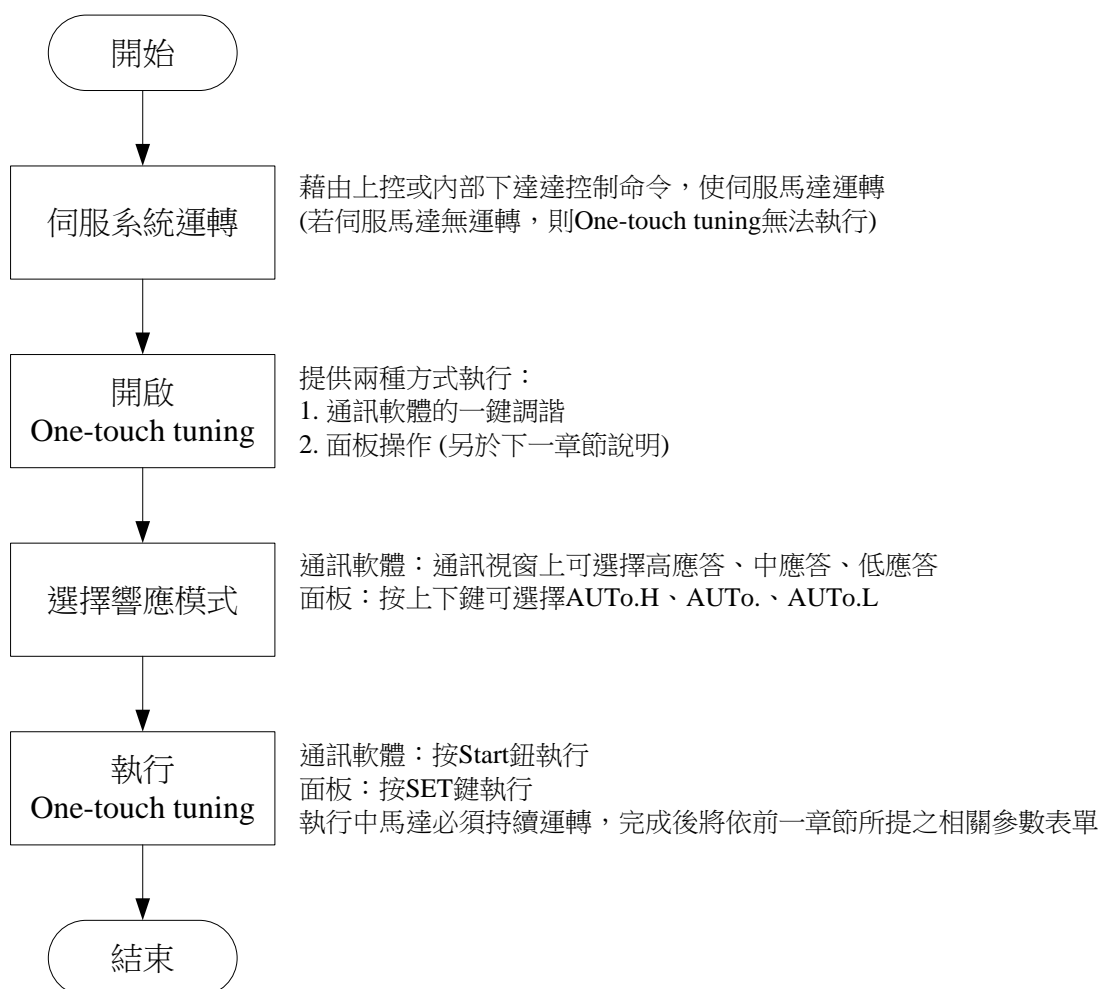 開始
伺服系統運轉
藉由上控或內部下達達控制命令，使伺服馬達運轉
(若伺服馬達無運轉，則One-touch tuning無法執行)
開啟
One-touch tuning
提供兩種方式執行：
1. 通訊軟體的一鍵調諧
2. 面板操作 (另於下一章節說明)
選擇響應模式
通訊軟體：通訊視窗上可選擇高應答、中應答、低應答
面板：按上下鍵可選擇AUTo.H、AUTo.、AUTo.L
執行
One-touch tuning
通訊軟體：按Start鈕執行
面板：按SET鍵執行
執行中馬達必須持續運轉，完成後將依前一章節所提之相關參數表單
結束